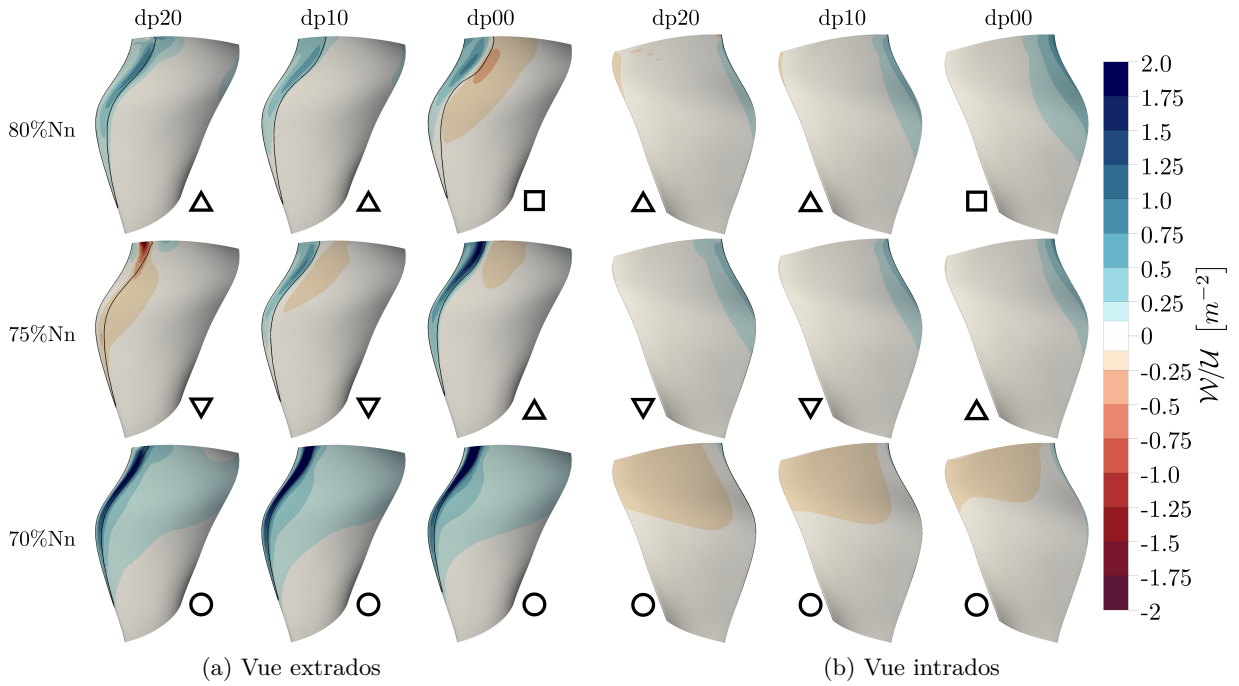 dp20 dp10 dp00 dp20 dp10 dp00
80%Nn
75%Nn
70%Nn
2.0
1.75
1.5
1.25
1.0
0.75
0.5
0.25
0
-0.25
-0.5
-0.75
-1.0
-1.25
-1.5
-1.75
-2
𝒲/𝒰 [m⁻²]
(a) Vue extrados
(b) Vue intrados